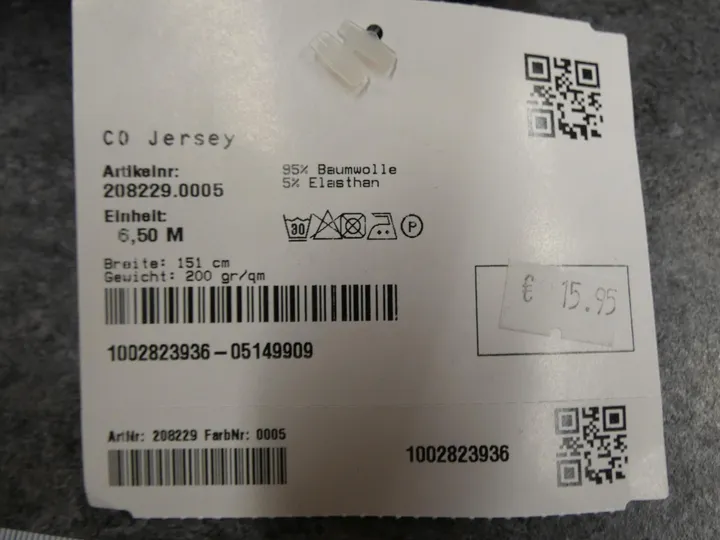 CO Jersey
Artikelnr:
208229.0005
95% Baumwolle
5% Elasthan
Einheit:
6,50 M
30
P
Breite: 151 cm
Gewicht: 200 gr/qm
€ 15.95
1002823936-05149909
ArtNr: 208229 FarbNr: 0005
1002823936